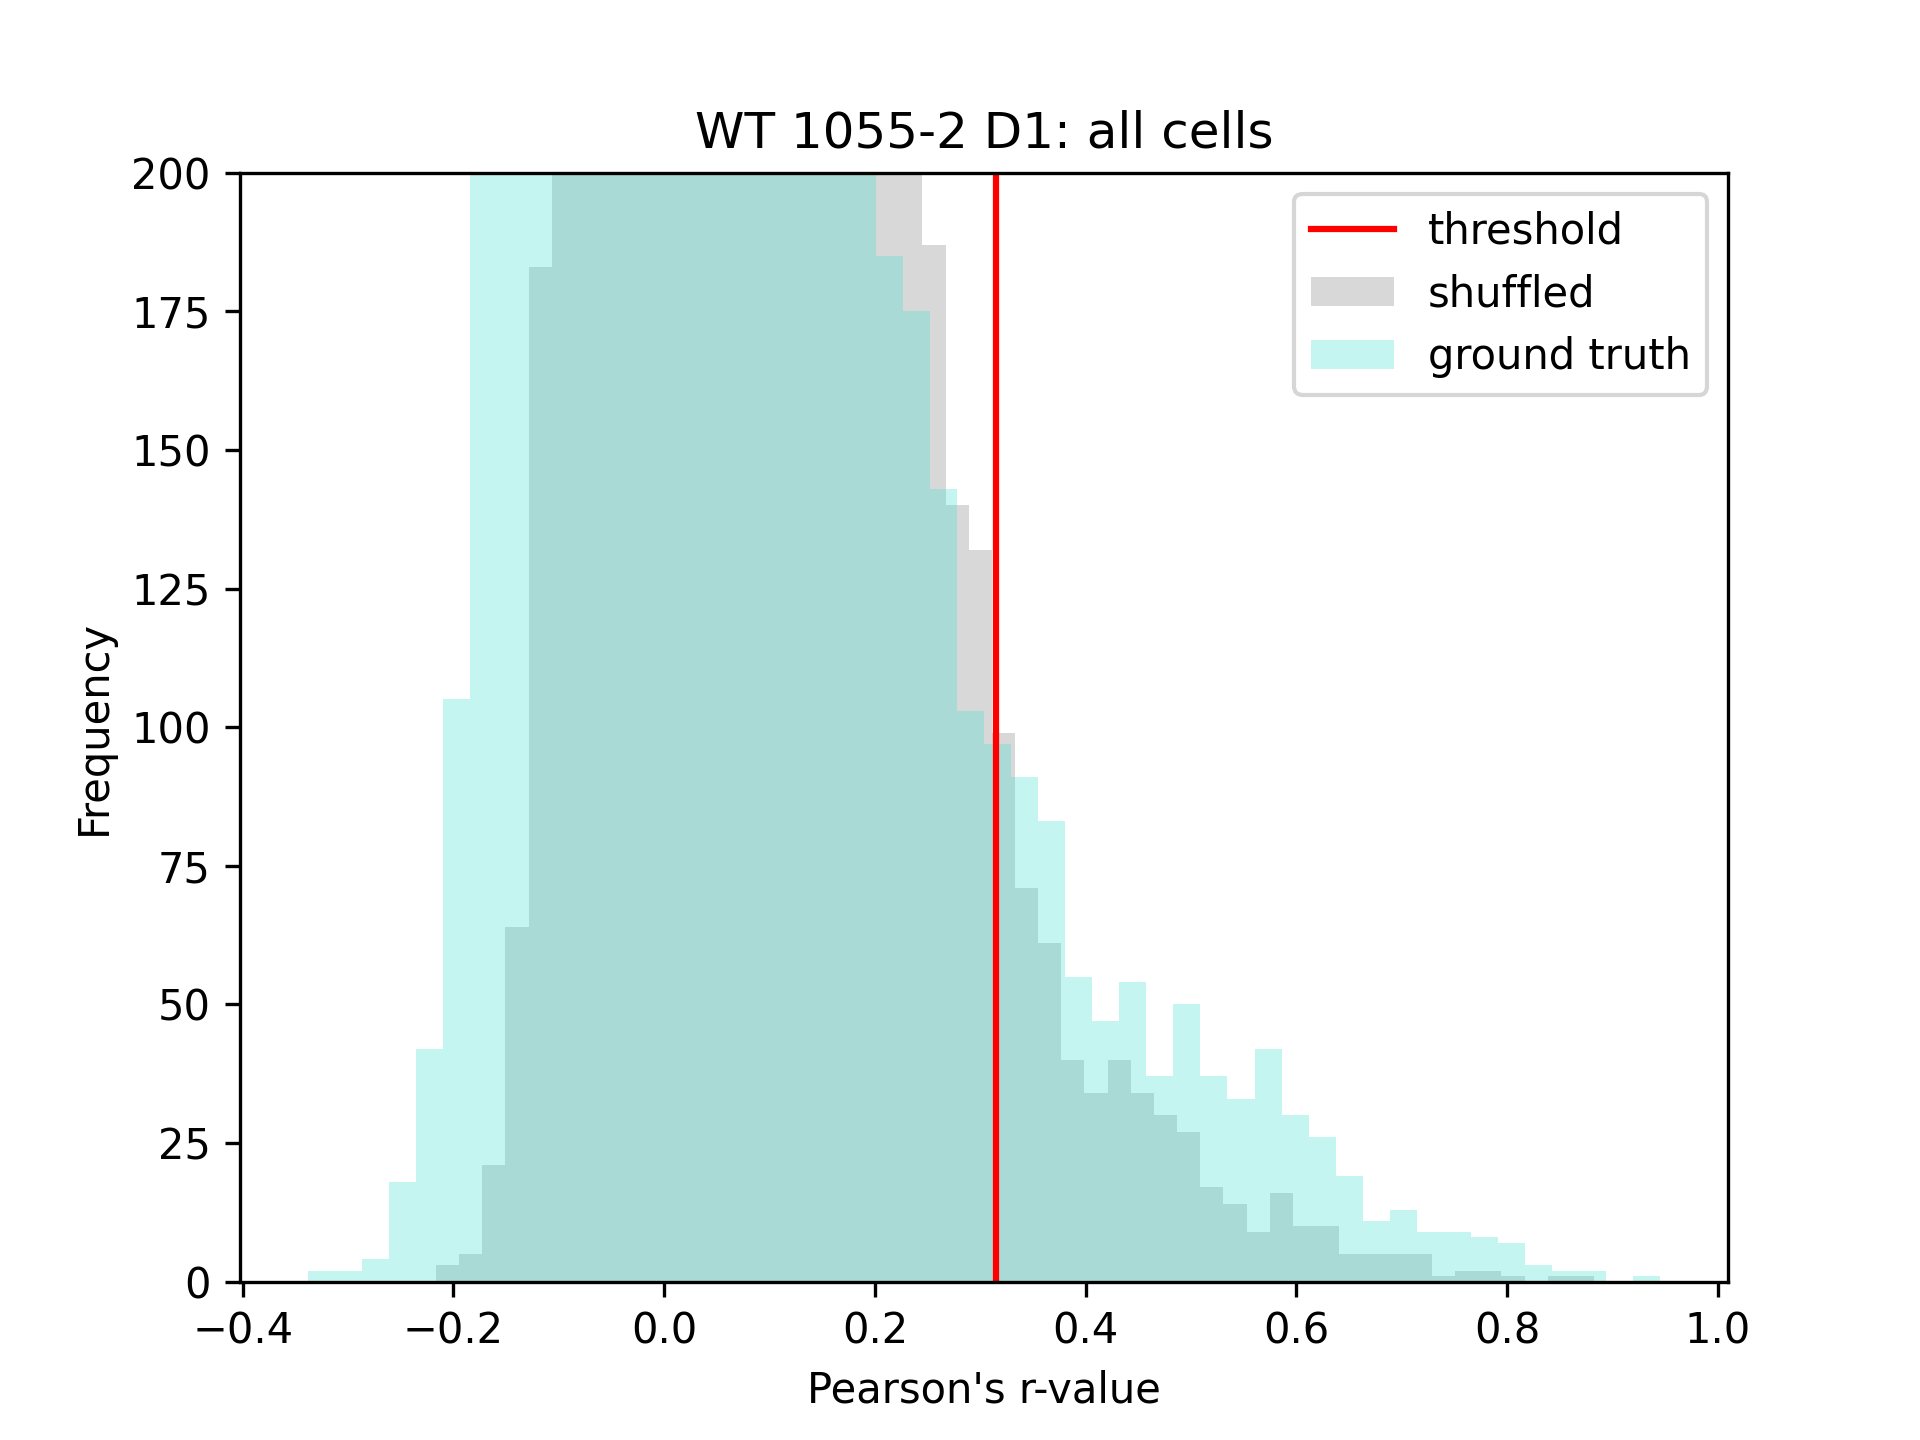 WT 1055-2 D1: all cells
200
175
150
125
100
75
50
25
0
Frequency
threshold
shuffled
ground truth
−0.4 −0.2 0.0 0.2 0.4 0.6 0.8 1.0
Pearson's r-value